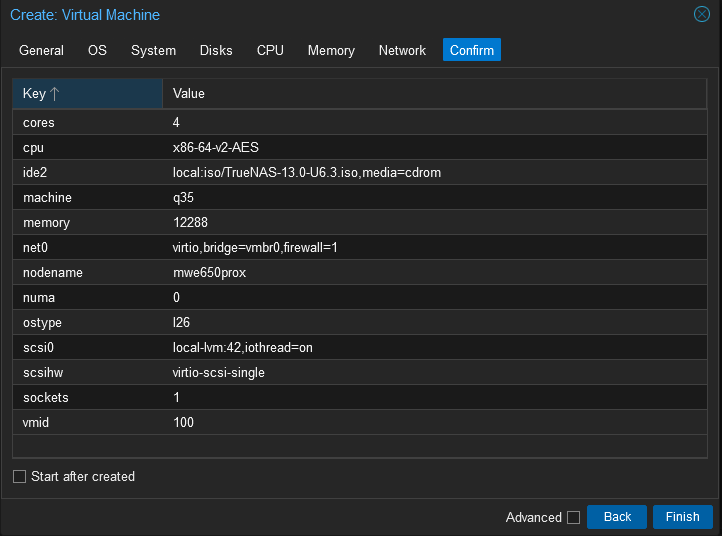 Create: Virtual Machine
General OS System Disks CPU Memory Network Confirm
Key Value
cores 4
cpu x86-64-v2-AES
ide2 local:iso/TrueNAS-13.0-U6.3.iso,media=cdrom
machine q35
memory 12288
net0 virtio,bridge=vmbr0,firewall=1
nodename mwe650prox
numa 0
ostype l26
scsi0 local-lvm:42,iothread=on
scsihw virtio-scsi-single
sockets 1
vmid 100
Start after created
Advanced Back Finish